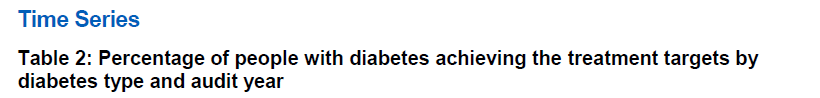 Time Series
Table 2: Percentage of people with diabetes achieving the treatment targets by
diabetes type and audit year